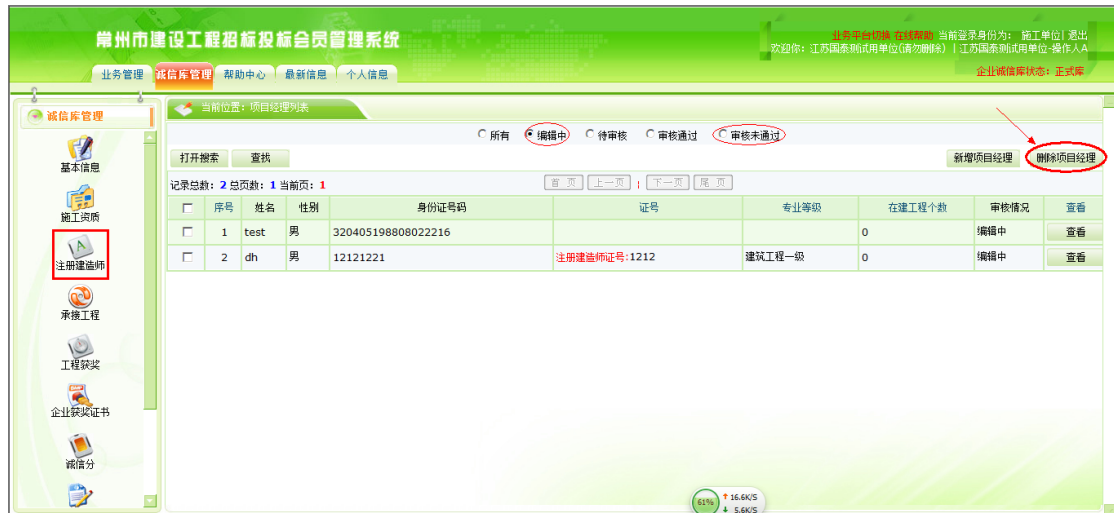 常州市建设工程招标投标会员管理系统
业务平台切换 在线帮助 当前登录身份为： 施工单位| 退出
欢迎你：江苏国泰测试用单位(请勿删除) | 江苏国泰测试用单位-操作人A
业务管理 诚信库管理 帮助中心 最新信息 个人信息
企业诚信库状态：正式库
诚信库管理
基本信息
施工资质
注册建造师
承接工程
工程获奖
企业获奖证书
诚信分
当前位置：项目经理列表
所有 编辑中 待审核 审核通过 审核未通过
打开搜索 查找 新增项目经理 删除项目经理
记录总数：2 总页数：1 当前页：1 首 页 上一页 ¦ 下一页 尾 页
序号 姓名 性别 身份证号码 证号 专业等级 在建工程个数 审核情况 查看
1 test 男 320405198808022216 0 编辑中 查看
2 dh 男 12121221 注册建造师证号:1212 建筑工程一级 0 编辑中 查看
61% ↑ 16.6K/S
↓ 5.6K/S